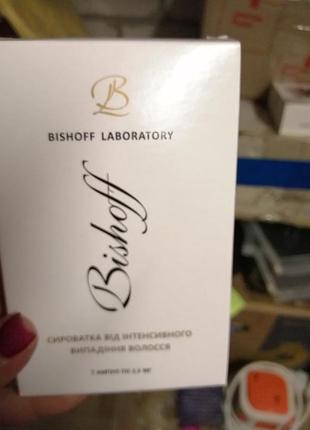 BISHOFF LABORATORY
Bishoff
СИРОВАТКА ВІД ІНТЕНСИВНОГО
ВИПАДІННЯ ВОЛОССЯ